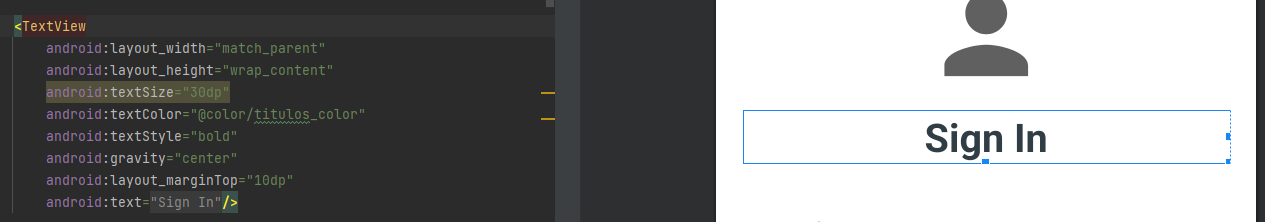 <TextView
android:layout_width="match_parent"
android:layout_height="wrap_content"
android:textSize="30dp"
android:textColor="@color/titulos_color"
android:textStyle="bold"
android:gravity="center"
android:layout_marginTop="10dp"
android:text="Sign In"/>
Sign In